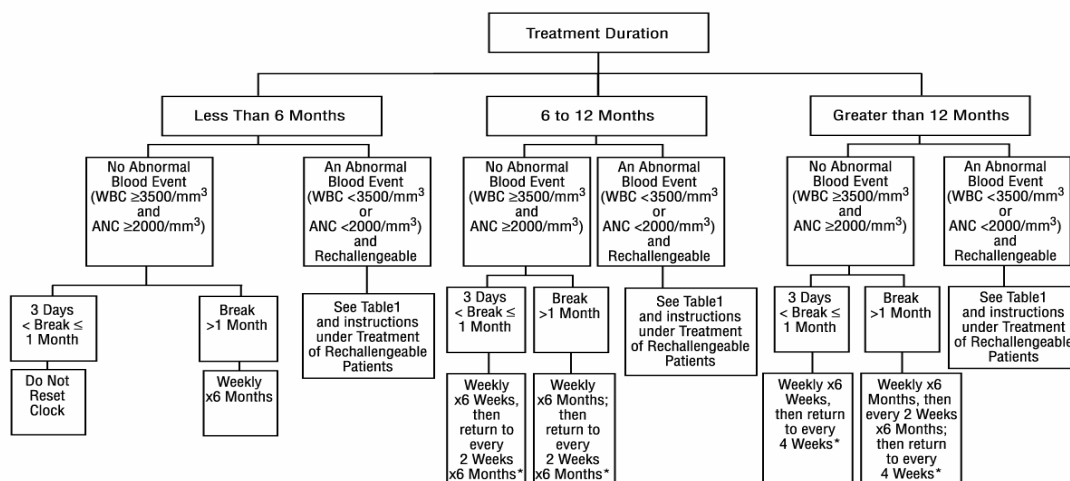 Treatment Duration
Less Than 6 Months
6 to 12 Months
Greater than 12 Months
No Abnormal
Blood Event
(WBC ≥3500/mm³
and
ANC ≥2000/mm³)
An Abnormal
Blood Event
(WBC <3500/mm³
or
ANC <2000/mm³)
and
Rechallengeable
No Abnormal
Blood Event
(WBC ≥3500/mm³
and
ANC ≥2000/mm³)
An Abnormal
Blood Event
(WBC <3500/mm³
or
ANC <2000/mm³)
and
Rechallengeable
No Abnormal
Blood Event
(WBC ≥3500/mm³
and
ANC ≥2000/mm³)
An Abnormal
Blood Event
(WBC <3500/mm³
or
ANC <2000/mm³)
and
Rechallengeable
3 Days
< Break ≤
1 Month
Break
>1 Month
See Table1
and instructions
under Treatment
of Rechallengeable
Patients
3 Days
< Break ≤
1 Month
Break
>1 Month
See Table1
and instructions
under Treatment
of Rechallengeable
Patients
3 Days
< Break ≤
1 Month
Break
>1 Month
See Table1
and instructions
under Treatment
of Rechallengeable
Patients
Do Not
Reset
Clock
Weekly
x6 Months
Weekly
x6 Weeks,
then
return to
every
2 Weeks
x6 Months*
Weekly
x6 Months;
then
return to
every
2 Weeks
x6 Months*
Weekly x6
Weeks,
then return
to every
4 Weeks*
Weekly x6
Months, then
every 2 Weeks
x6 Months;
then return
to every
4 Weeks*